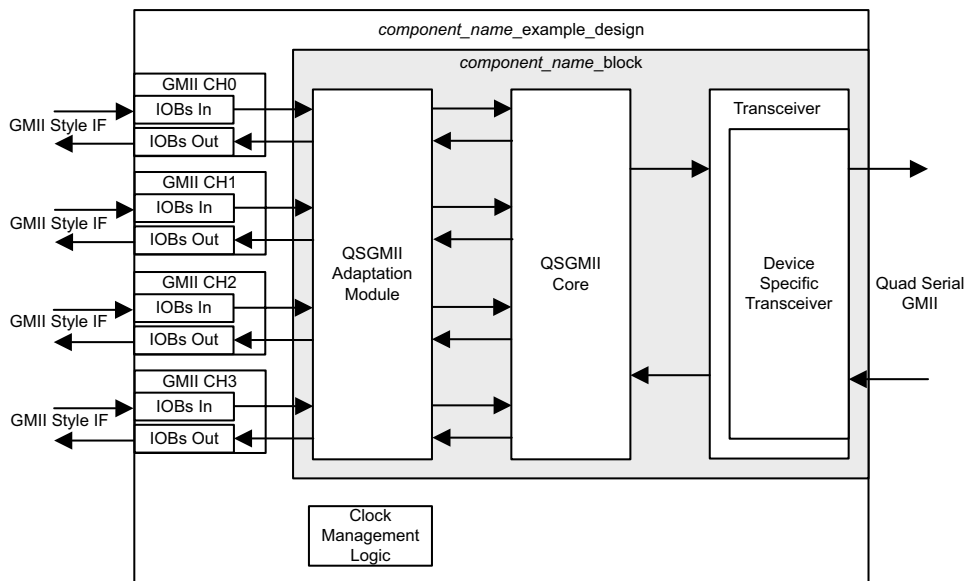 component_name_example_design
component_name_block
GMII CH0
IOBs In
IOBs Out
GMII Style IF
GMII CH1
IOBs In
IOBs Out
GMII Style IF
GMII CH2
IOBs In
IOBs Out
GMII Style IF
GMII CH3
IOBs In
IOBs Out
GMII Style IF
QSGMII
Adaptation
Module
QSGMII
Core
Transceiver
Device
Specific
Transceiver
Quad Serial
GMII
Clock
Management
Logic